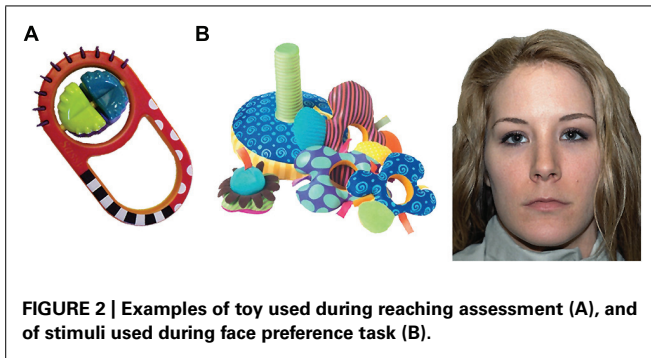 A
B
FIGURE 2 | Examples of toy used during reaching assessment (A), and
of stimuli used during face preference task (B).